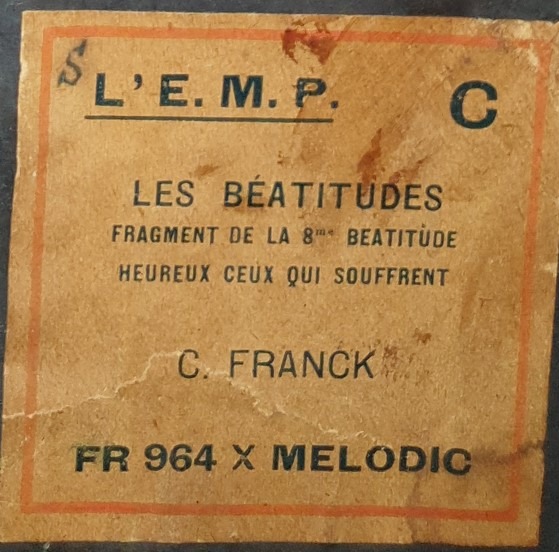 S
L'E. M. P. C
LES BÉATITUDES
FRAGMENT DE LA 8me BEATITUDE
HEUREUX CEUX QUI SOUFFRENT
C. FRANCK
FR 964 X MELODIC